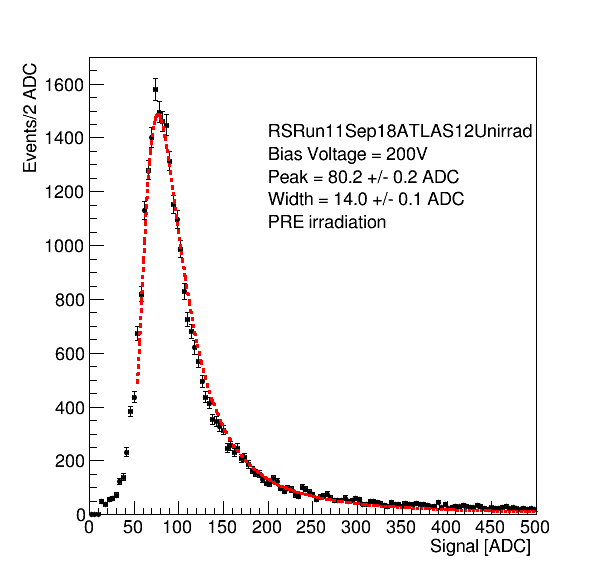 Events/2 ADC
1600
1400
1200
1000
800
600
400
200
0
RSRun11Sep18ATLAS12Unirrad
Bias Voltage = 200V
Peak = 80.2 +/- 0.2 ADC
Width = 14.0 +/- 0.1 ADC
PRE irradiation
0 50 100 150 200 250 300 350 400 450 500
Signal [ADC]